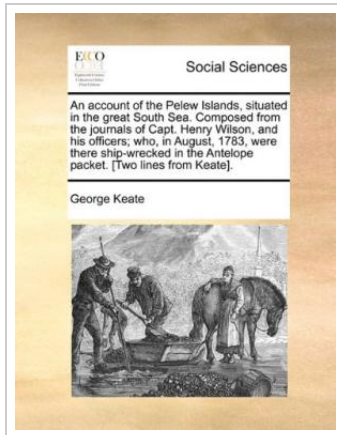 ECCO
Social Sciences
An account of the Pelew Islands, situated
in the great South Sea. Composed from
the journals of Capt. Henry Wilson, and
his officers; who, in August, 1783, were
there ship-wrecked in the Antelope
packet. [Two lines from Keate].
George Keate